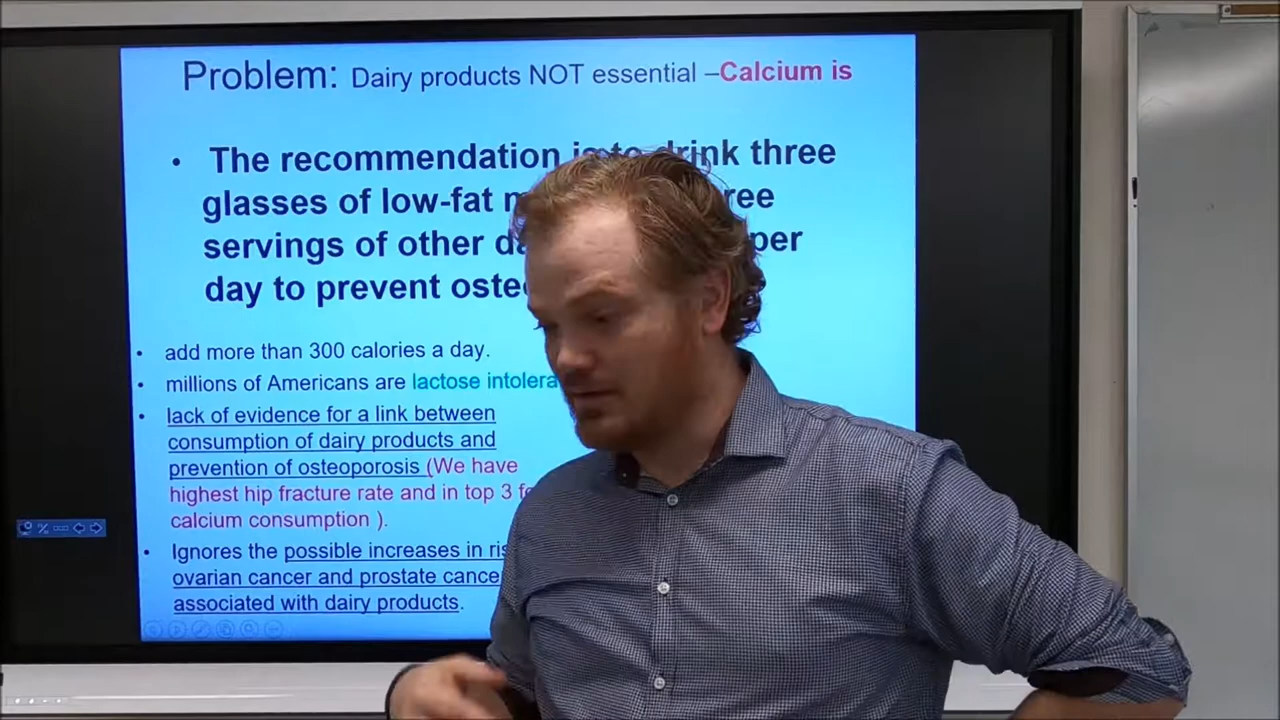 Problem: Dairy products NOT essential –Calcium is
• The recommendation is to drink three
glasses of low-fat ree
servings of other per
day to prevent
• add more than 300 calories a day.
• millions of Americans are lactose intolera
• lack of evidence for a link between
consumption of dairy products and
prevention of osteoporosis (We have
highest hip fracture rate and in top 3 f
calcium consumption ).
• Ignores the possible increases in ris
ovarian cancer and prostate cance
associated with dairy products.